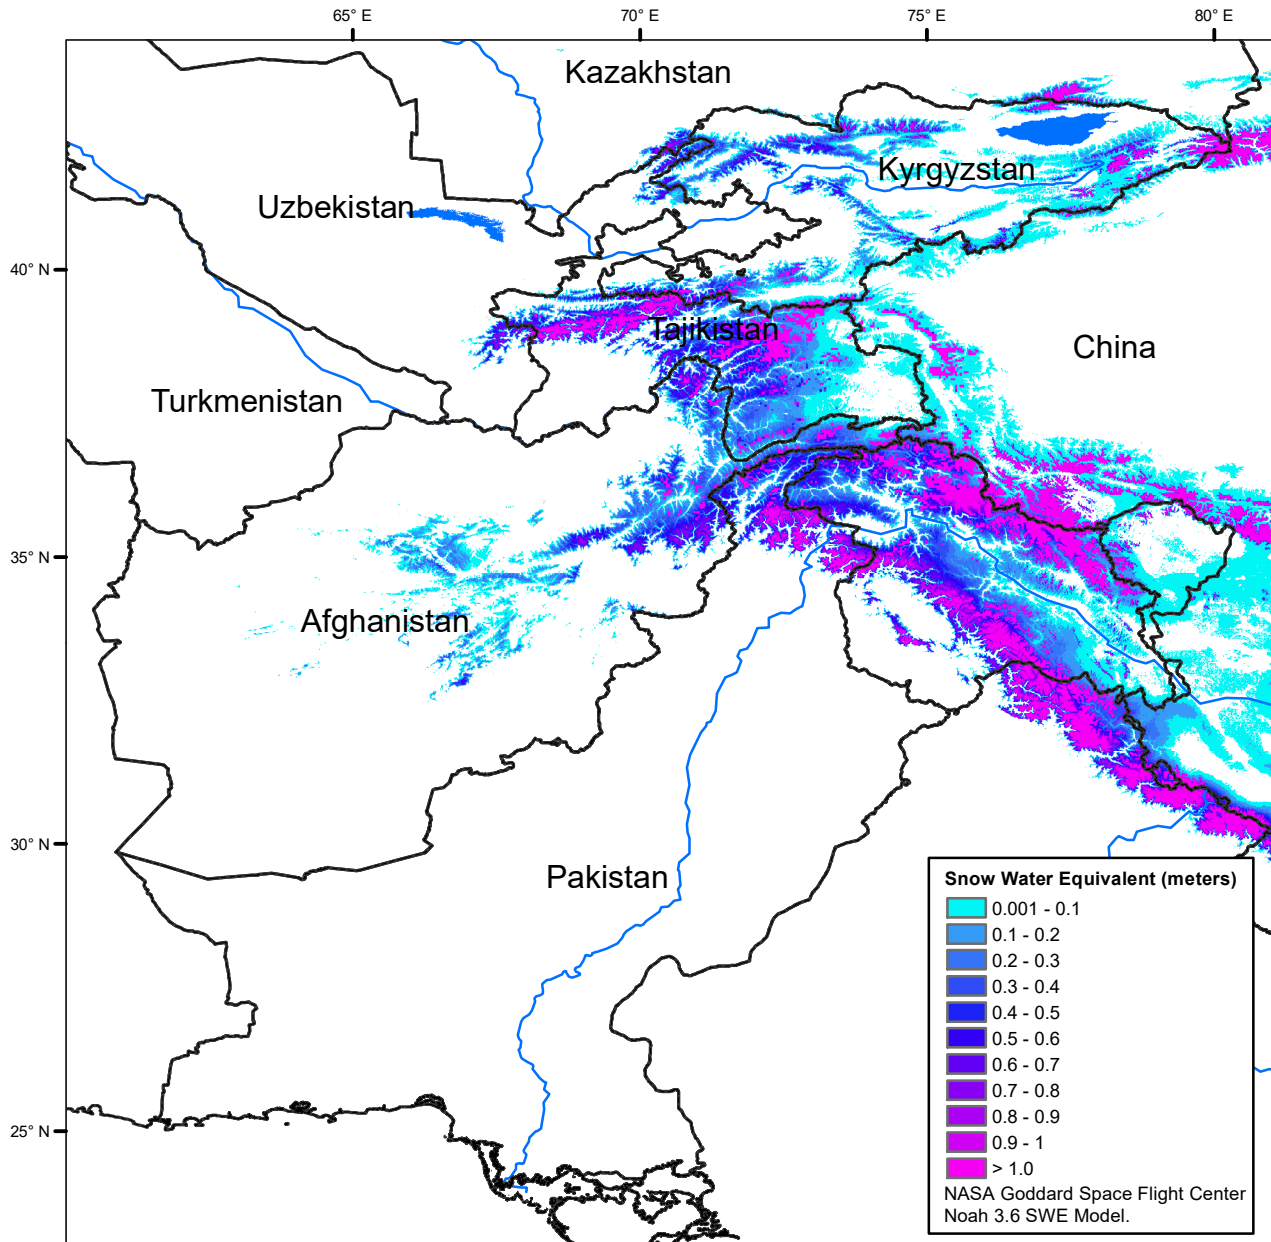 65° E
70° E
75° E
80° E
Kazakhstan
Kyrgyzstan
Uzbekistan
40° N
Tajikistan
China
Turkmenistan
35° N
Afghanistan
30° N
Pakistan
25° N
Snow Water Equivalent (meters)
0.001 - 0.1
0.1 - 0.2
0.2 - 0.3
0.3 - 0.4
0.4 - 0.5
0.5 - 0.6
0.6 - 0.7
0.7 - 0.8
0.8 - 0.9
0.9 - 1
> 1.0
NASA Goddard Space Flight Center
Noah 3.6 SWE Model.